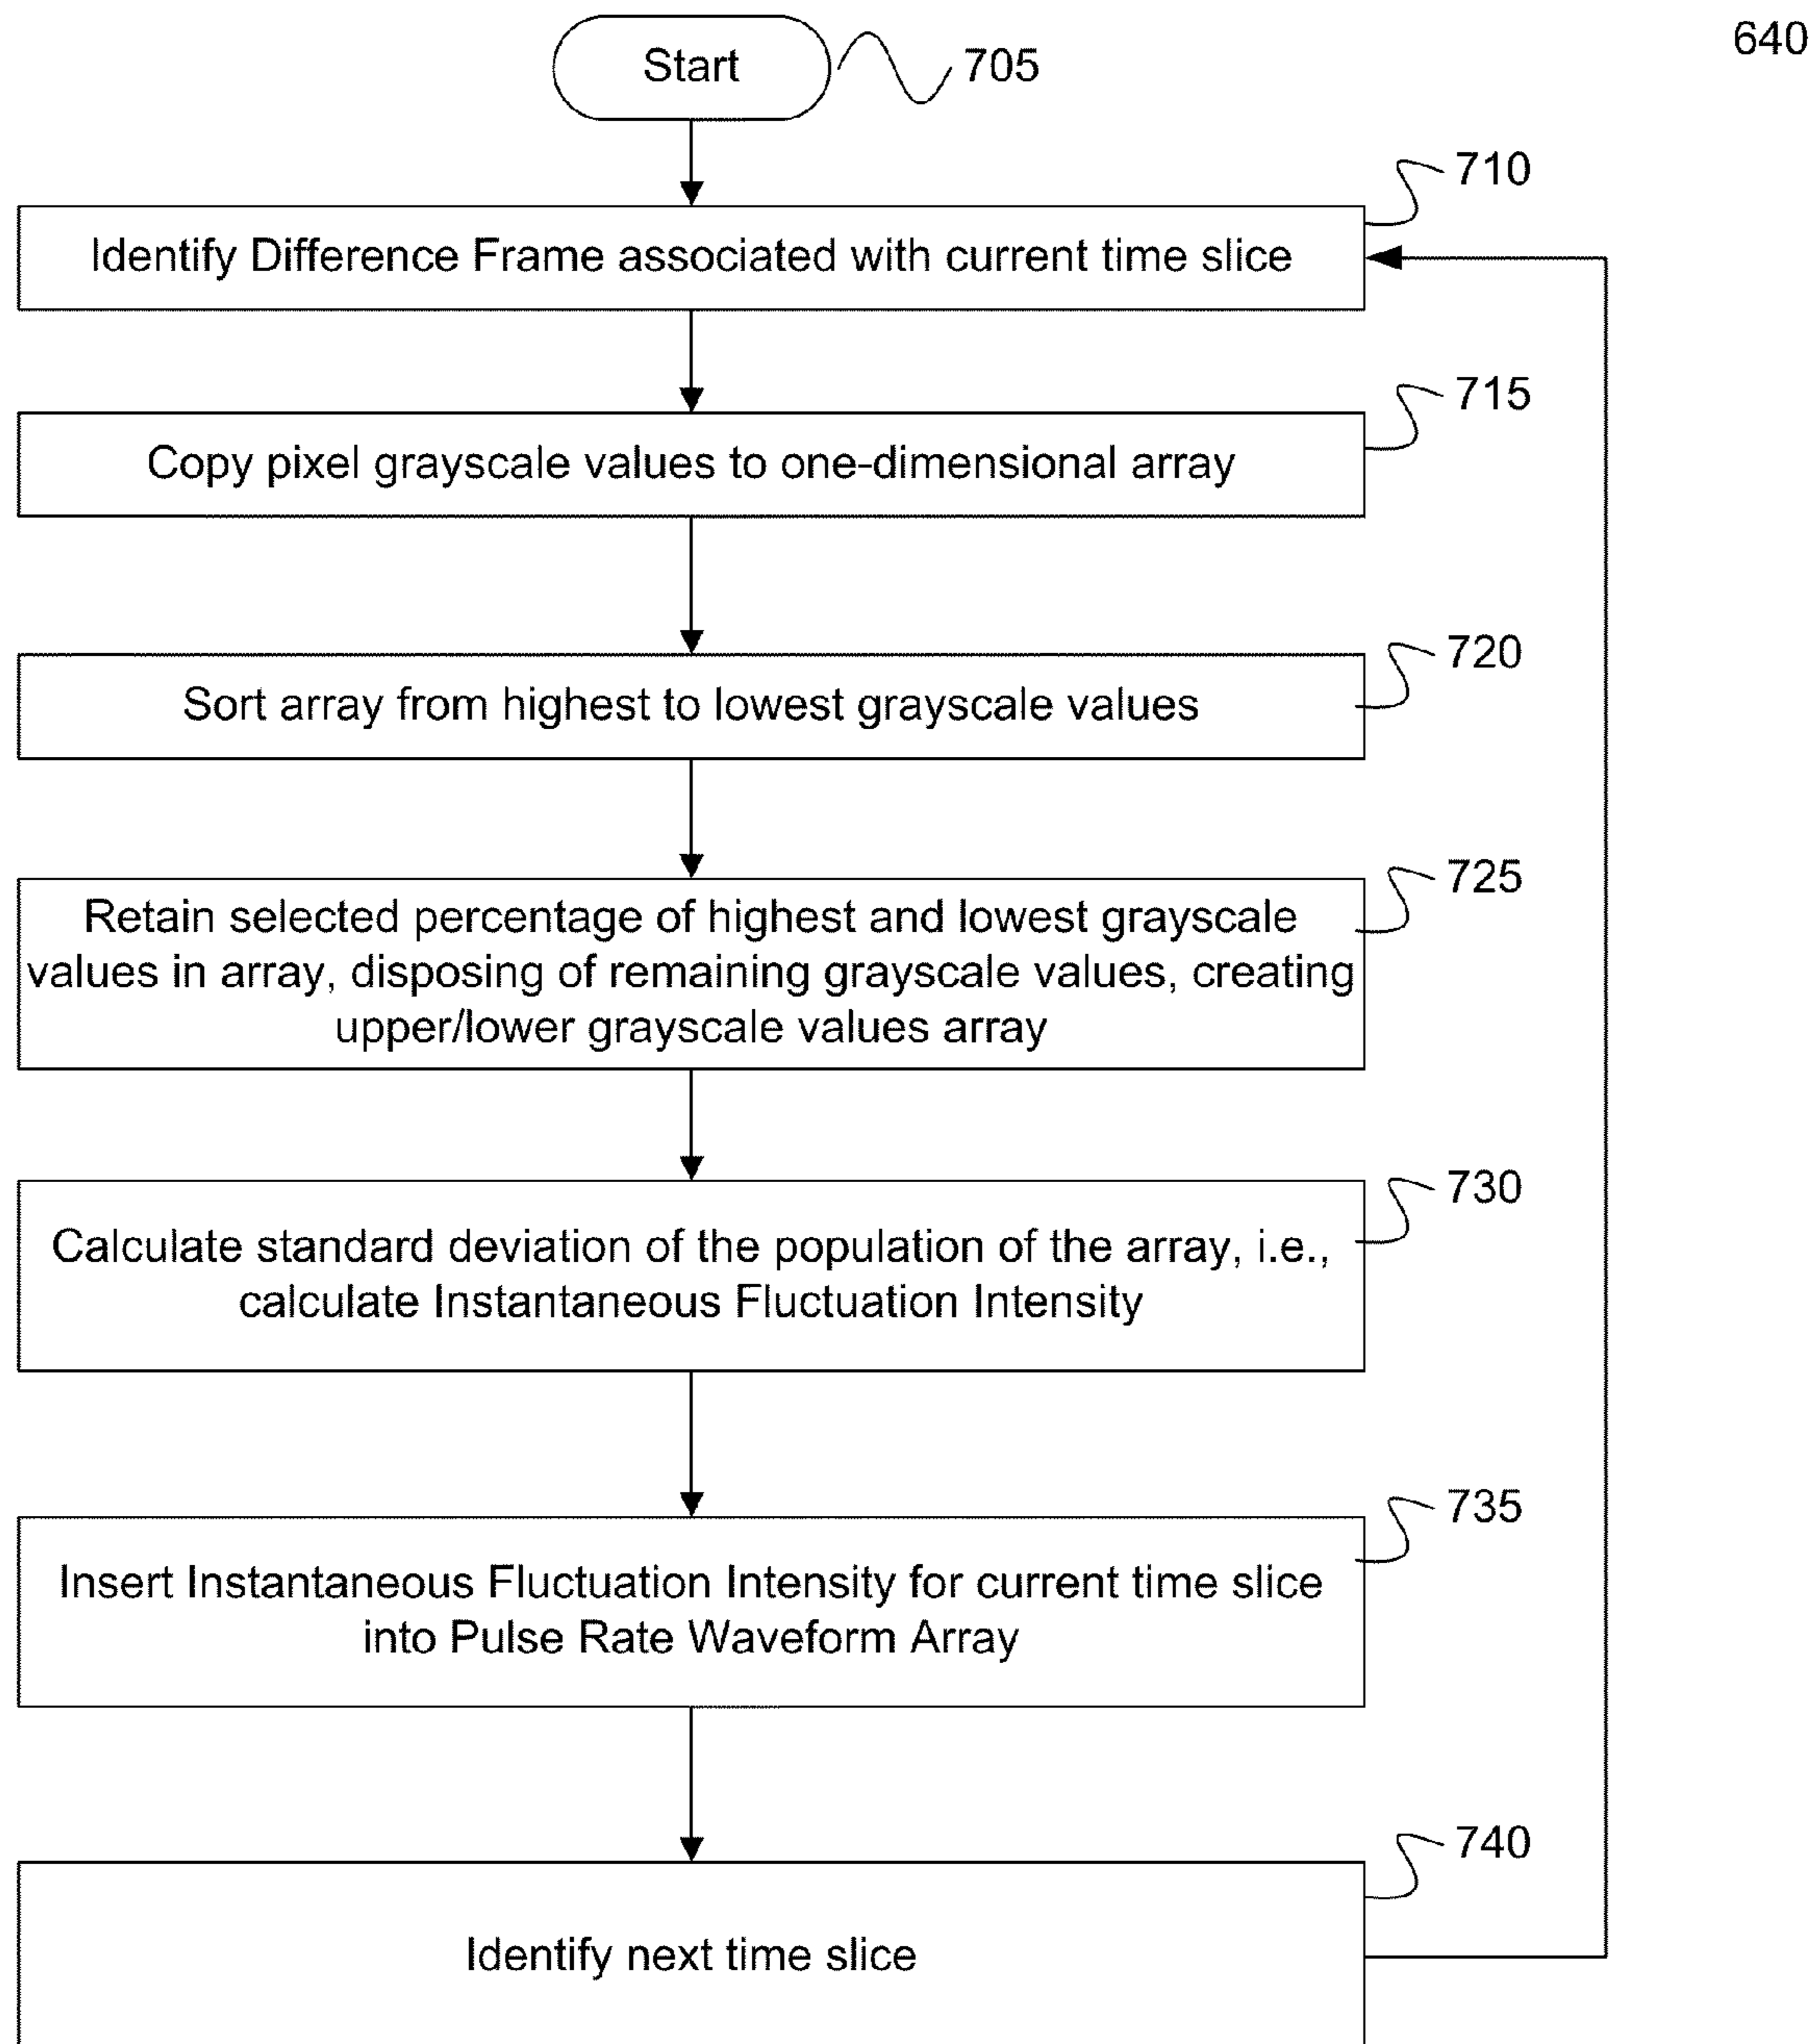 640
Start
705
710
Identify Difference Frame associated with current time slice
715
Copy pixel grayscale values to one-dimensional array
720
Sort array from highest to lowest grayscale values
725
Retain selected percentage of highest and lowest grayscale
values in array, disposing of remaining grayscale values, creating
upper/lower grayscale values array
730
Calculate standard deviation of the population of the array, i.e.,
calculate Instantaneous Fluctuation Intensity
735
Insert Instantaneous Fluctuation Intensity for current time slice
into Pulse Rate Waveform Array
740
Identify next time slice